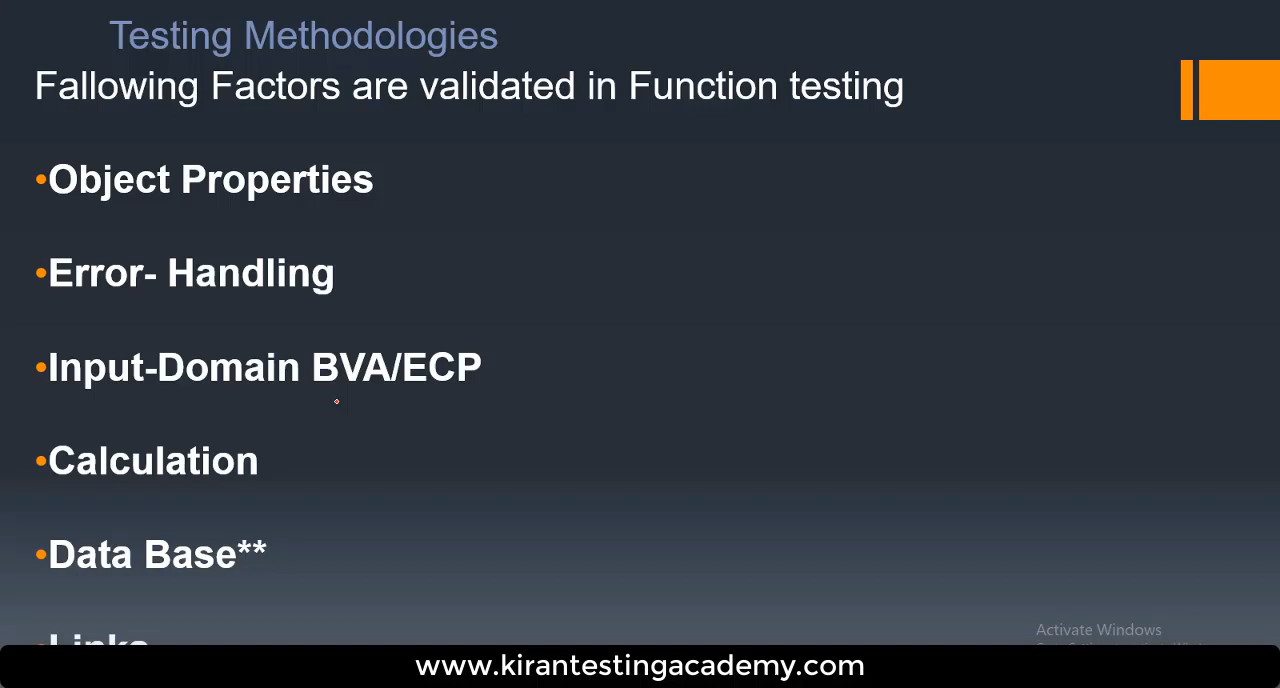 Testing Methodologies
Fallowing Factors are validated in Function testing
•Object Properties
•Error- Handling
•Input-Domain BVA/ECP
•Calculation
•Data Base**
•Links
Activate Windows
www.kirantestingacademy.com